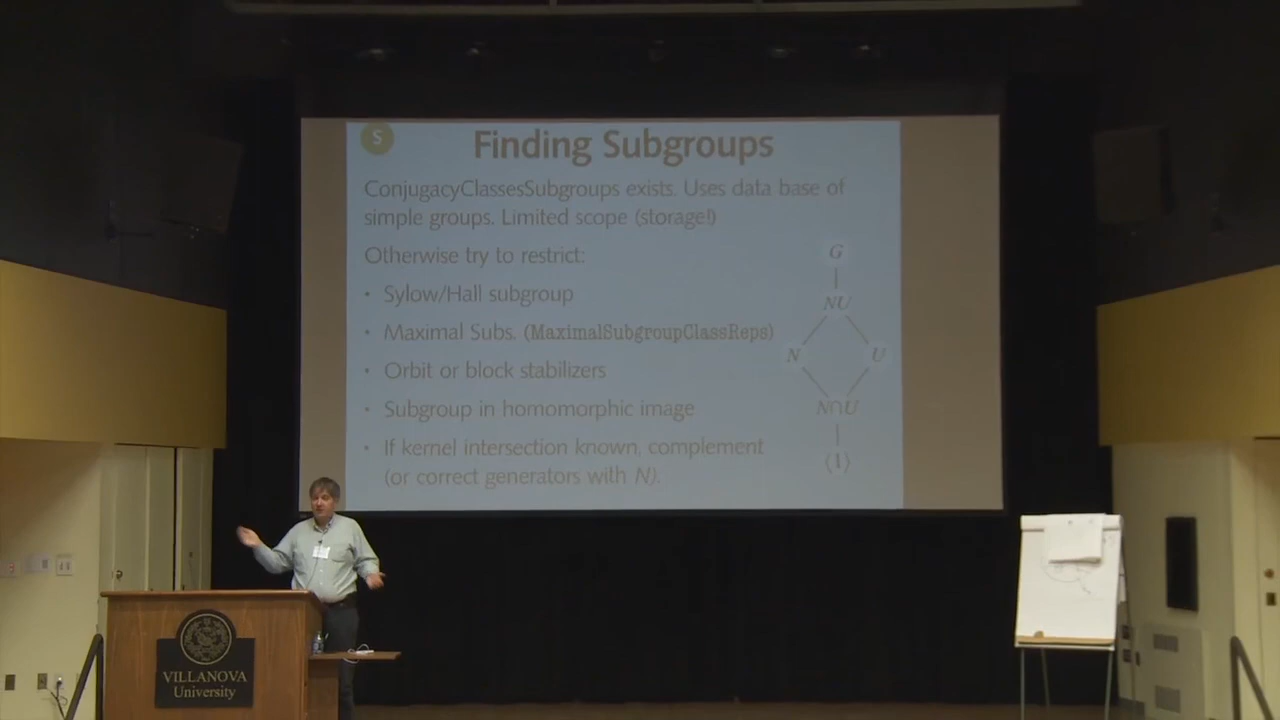 S
Finding Subgroups
ConjugacyClassesSubgroups exists. Uses data base of
simple groups. Limited scope (storage!)
Otherwise try to restrict:
• Sylow/Hall subgroup
• Maximal Subs. (MaximalSubgroupClassReps)
• Orbit or block stabilizers
• Subgroup in homomorphic image
• If kernel intersection known, complement
(or correct generators with N).
G
NU
N U
N∩U
⟨1⟩
VILLANOVA
University